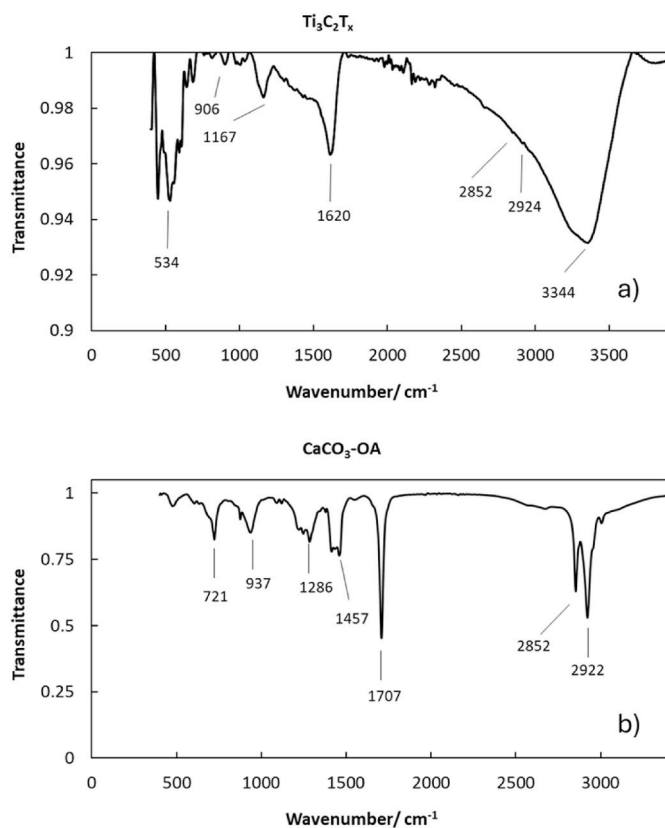 Ti₃C₂Tₓ
1
0.98
0.96
0.94
0.92
0.9
Transmittance
906
1167
534
1620
2852
2924
3344
a)
0 500 1000 1500 2000 2500 3000 3500
Wavenumber/ cm⁻¹
CaCO₃-OA
1
0.75
0.5
0.25
0
Transmittance
721
937
1286
1457
1707
2852
2922
b)
0 500 1000 1500 2000 2500 3000
Wavenumber/ cm⁻¹